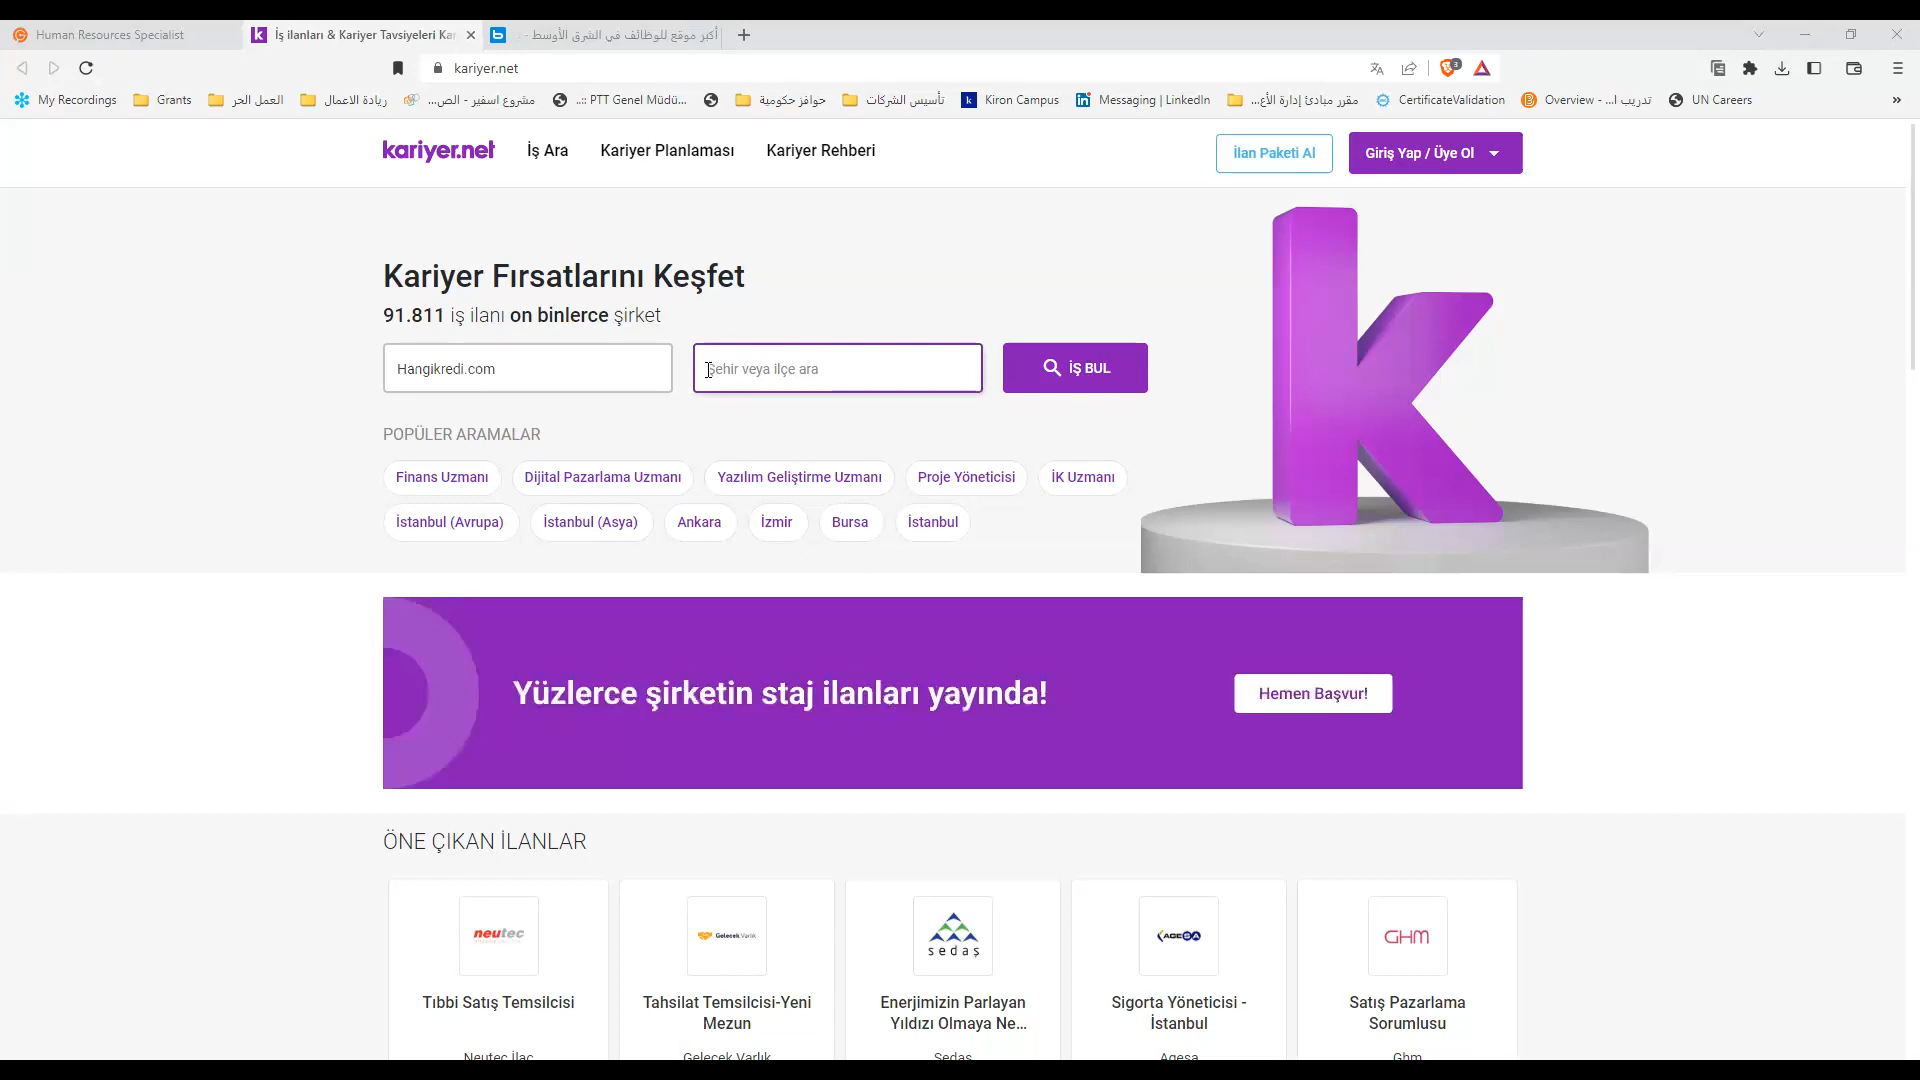 Human Resources Specialist
İş ilanları & Kariyer Tavsiyeleri Kar
أكبر موقع للوظائف في الشرق الأوسط -
kariyer.net
My Recordings
Grants
العمل الحر
ريادة الاعمال
مشروع اسفير - الص...
..:: PTT Genel Müdü...
حوافز حكومية
تأسيس الشركات
Kiron Campus
Messaging | LinkedIn
مقرر مبادئ إدارة الأع...
CertificateValidation
Overview - ...تدريب ا
UN Careers
kariyer.net
İş Ara
Kariyer Planlaması
Kariyer Rehberi
İlan Paketi Al
Giriş Yap / Üye Ol
Kariyer Fırsatlarını Keşfet
91.811 iş ilanı on binlerce şirket
Hangikredi.com
Şehir veya ilçe ara
İŞ BUL
POPÜLER ARAMALAR
Finans Uzmanı
Dijital Pazarlama Uzmanı
Yazılım Geliştirme Uzmanı
Proje Yöneticisi
İK Uzmanı
İstanbul (Avrupa)
İstanbul (Asya)
Ankara
İzmir
Bursa
İstanbul
Yüzlerce şirketin staj ilanları yayında!
Hemen Başvur!
ÖNE ÇIKAN İLANLAR
neutec
Gelecek Varlık
sedaş
AGESA
GHM
Tıbbi Satış Temsilcisi
Tahsilat Temsilcisi-Yeni
Mezun
Enerjimizin Parlayan
Yıldızı Olmaya Ne...
Sigorta Yöneticisi -
İstanbul
Satış Pazarlama
Sorumlusu
Neutec İlaç
Gelecek Varlık
Sedaş
Agesa
Ghm